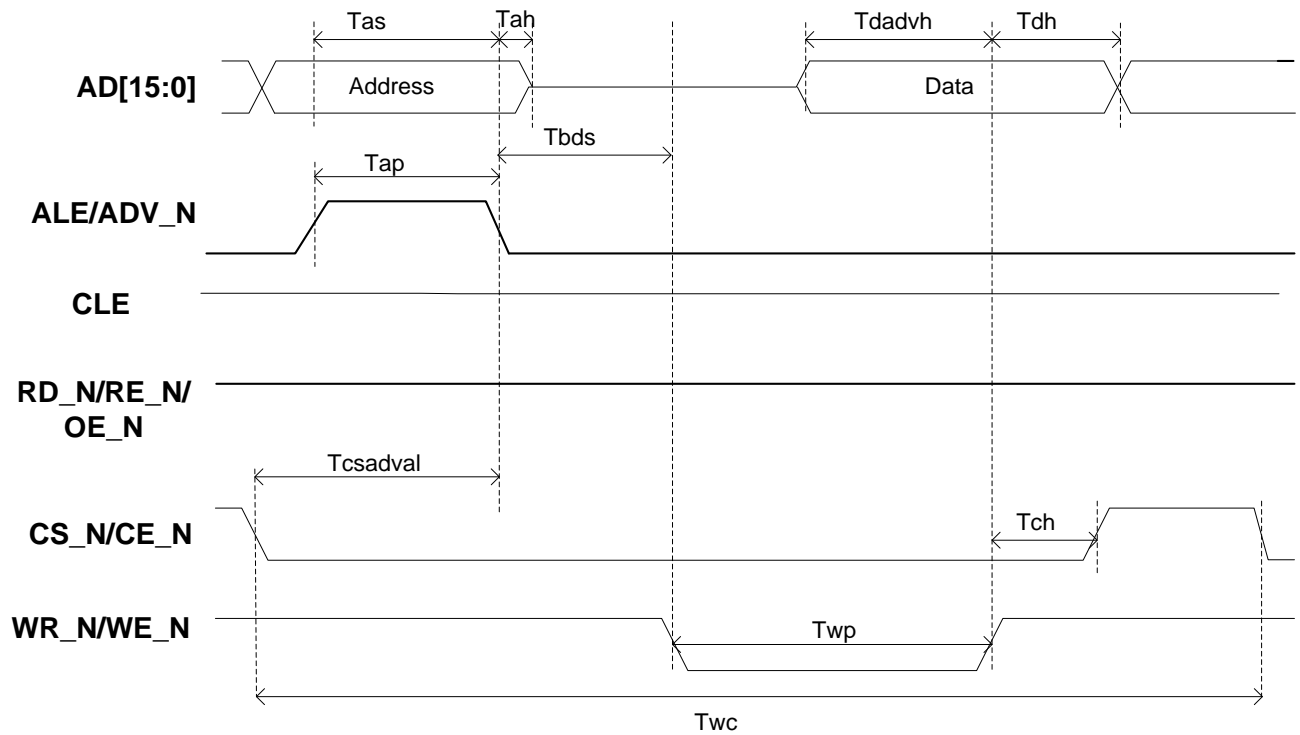 Tas
Tah
Tdadvh
Tdh
AD[15:0]
Address
Data
Tbds
Tap
ALE/ADV_N
CLE
RD_N/RE_N/
OE_N
Tcsadval
CS_N/CE_N
Tch
WR_N/WE_N
Twp
Twc